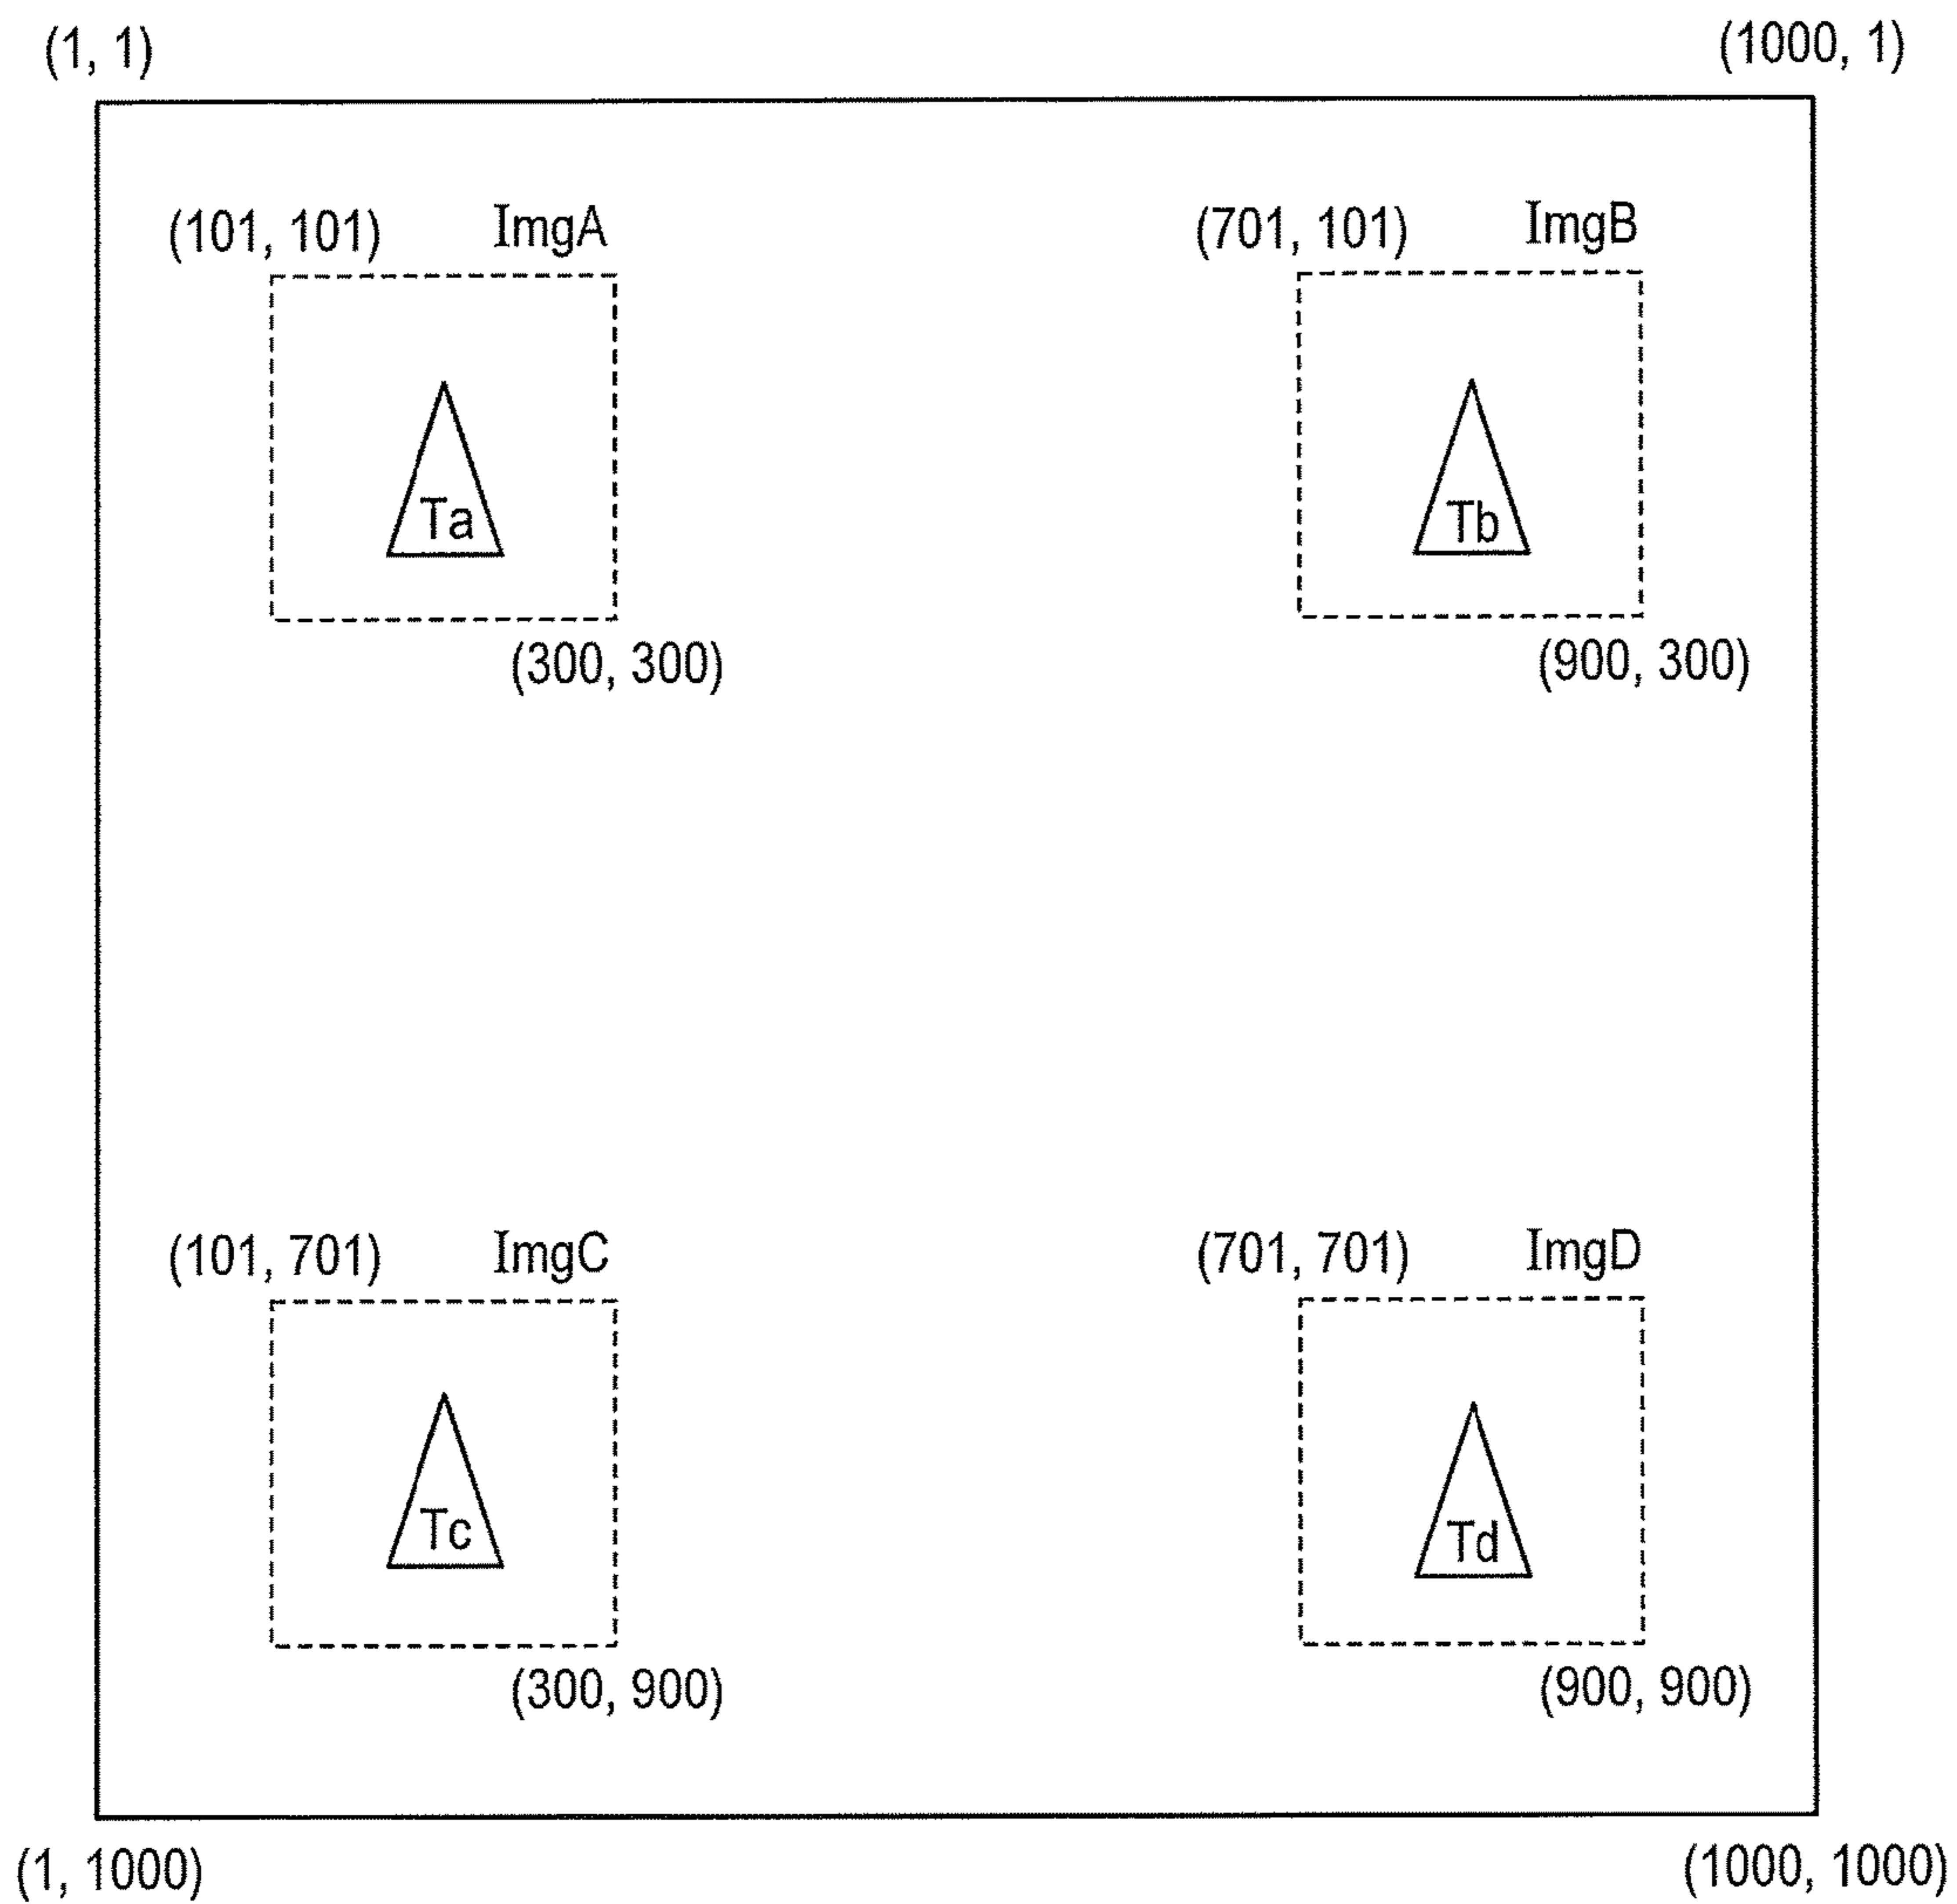 (1, 1) (1000, 1)
(101, 101) ImgA (701, 101) ImgB
Ta Tb
(300, 300) (900, 300)
(101, 701) ImgC (701, 701) ImgD
Tc Td
(300, 900) (900, 900)
(1, 1000) (1000, 1000)